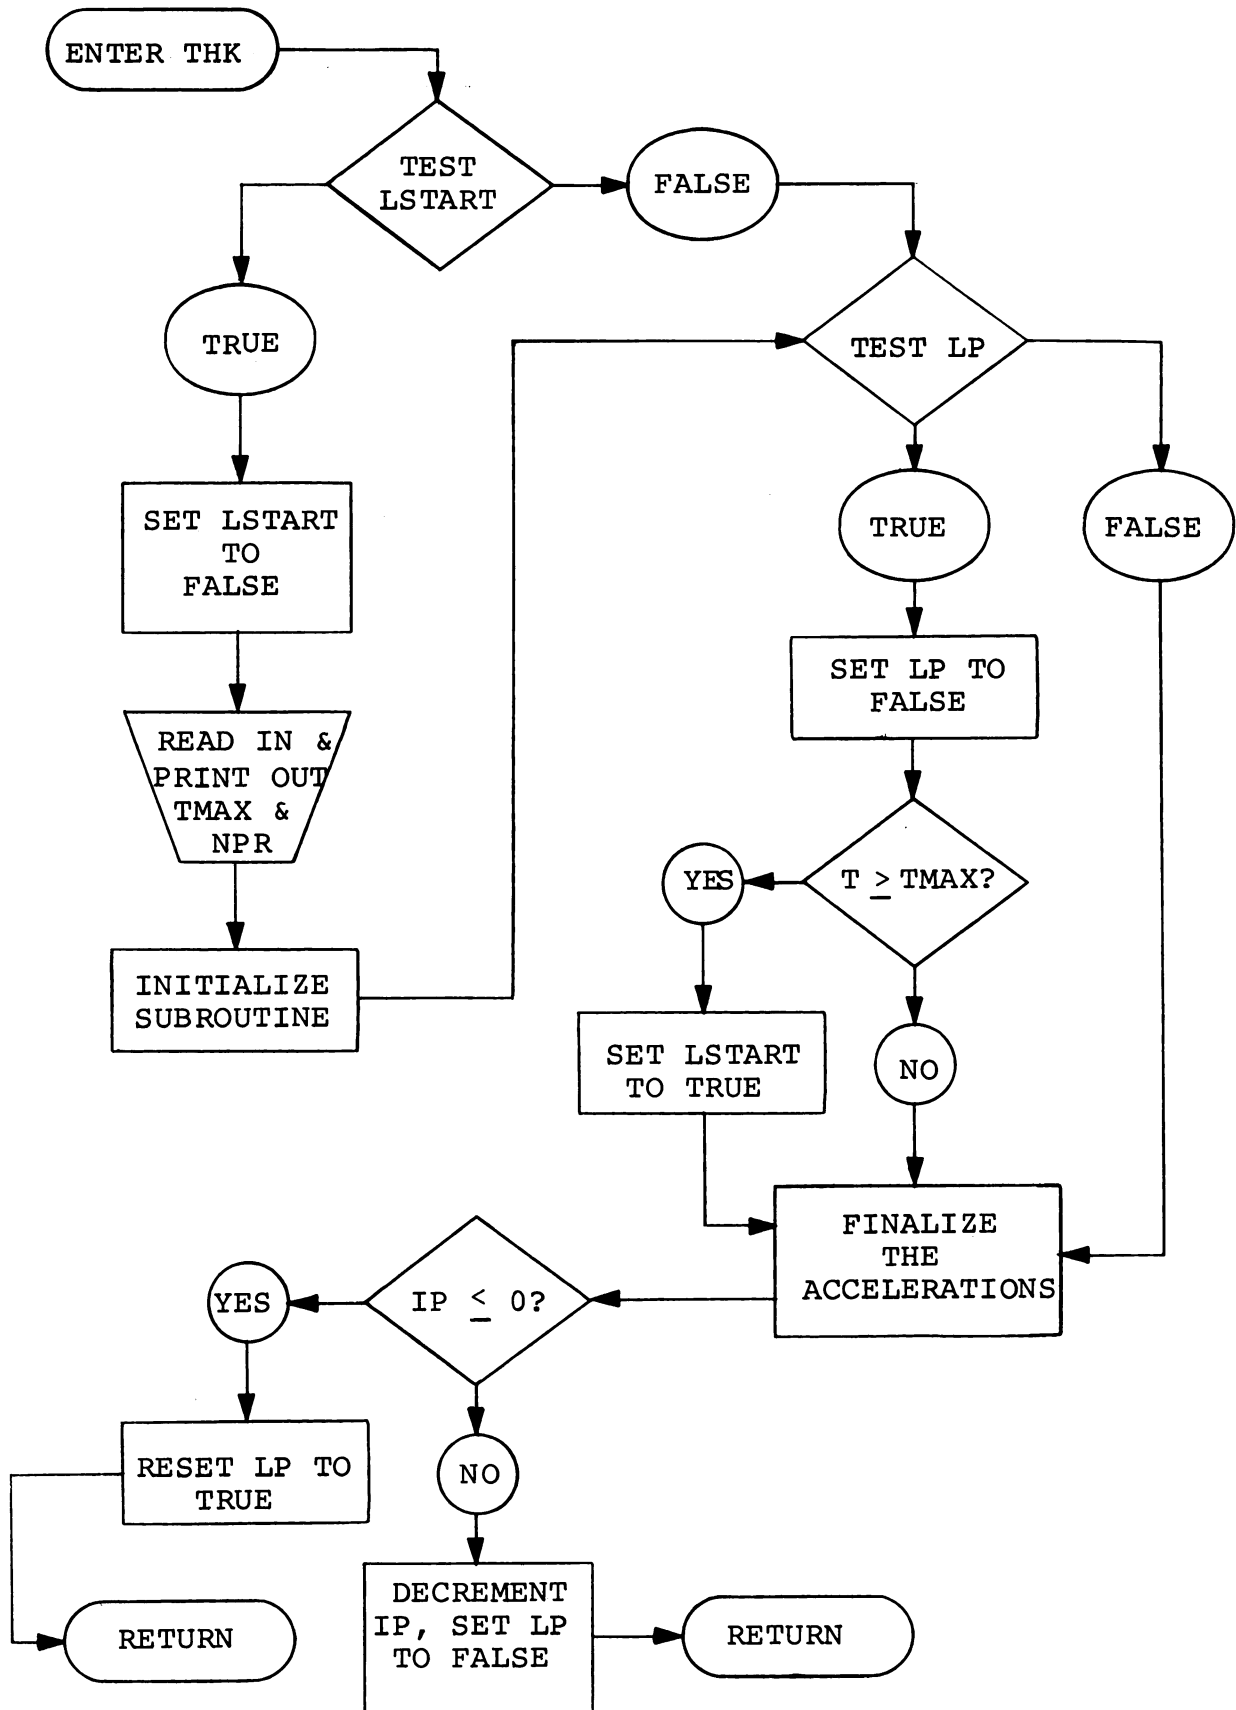 ENTER THK
TEST
LSTART
FALSE
TRUE
TEST LP
TRUE
FALSE
SET LSTART
TO
FALSE
SET LP TO
FALSE
READ IN &
PRINT OUT
TMAX &
NPR
T ≥ TMAX?
YES
INITIALIZE
SUBROUTINE
SET LSTART
TO TRUE
NO
FINALIZE
THE
ACCELERATIONS
IP ≤ 0?
YES
RESET LP TO
TRUE
NO
DECREMENT
IP, SET LP
TO FALSE
RETURN
RETURN